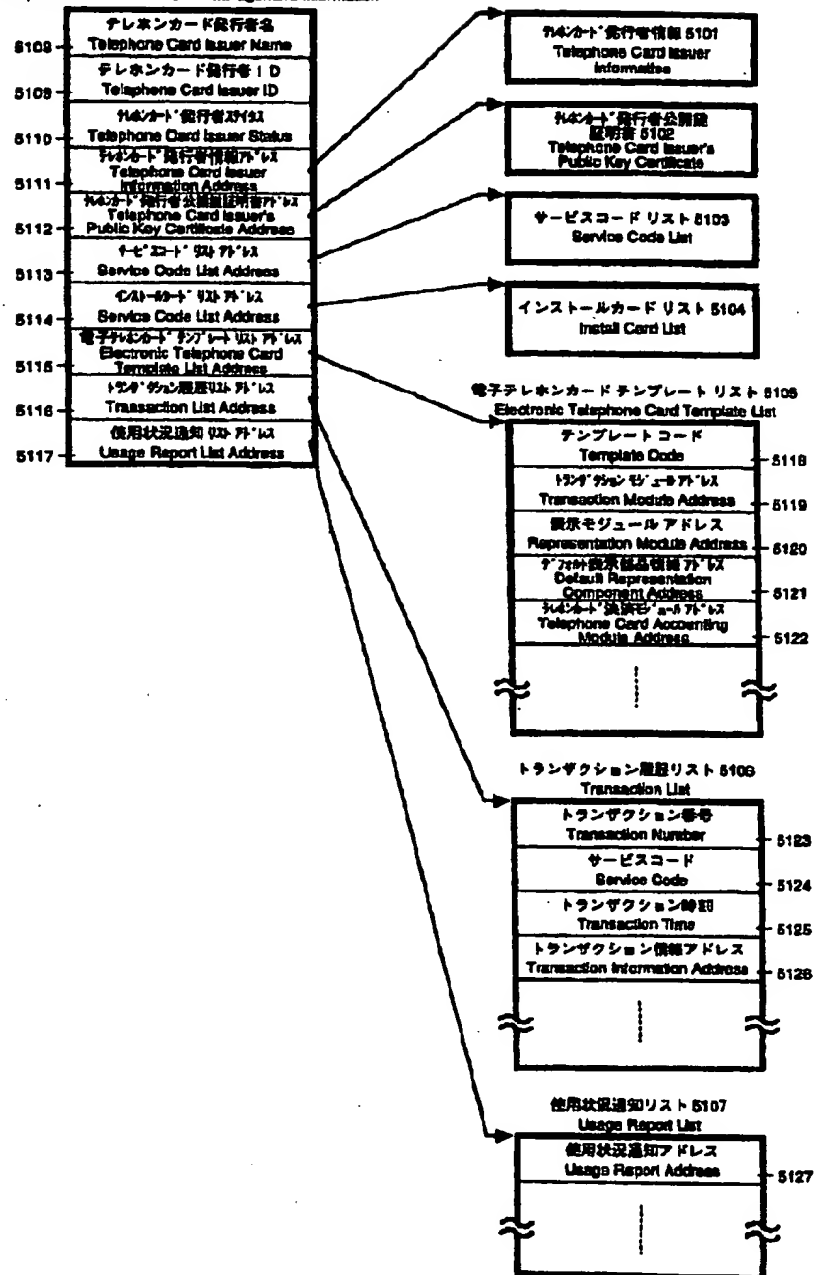 テレホンカード発行者名
Telephone Card Issuer Name
5108
テレホンカード発行者ID
Telephone Card Issuer ID
5109
テレホンカード発行者ステイタス
Telephone Card Issuer Status
5110
テレホンカード発行者情報アドレス
Telephone Card Issuer
Information Address
5111
テレホンカード発行者公開鍵証明書アドレス
Telephone Card Issuer's
Public Key Certificate Address
5112
サービスコード リスト アドレス
Service Code List Address
5113
インストールカード リスト アドレス
Service Code List Address
5114
電子テレホンカード テンプレート リスト アドレス
Electronic Telephone Card
Template List Address
5115
トランザクション履歴リスト アドレス
Transaction List Address
5116
使用状況通知 リスト アドレス
Usage Report List Address
5117
テレホンカード発行者情報 5101
Telephone Card Issuer
Information
テレホンカード発行者公開鍵
証明書 5102
Telephone Card Issuer's
Public Key Certificate
サービスコード リスト 5103
Service Code List
インストールカード リスト 5104
Install Card List
電子テレホンカード テンプレート リスト 5105
Electronic Telephone Card Template List
テンプレートコード
Template Code
5118
トランザクション モジュール アドレス
Transaction Module Address
5119
表示モジュール アドレス
Representation Module Address
5120
デフォルト表示部品情報 アドレス
Default Representation
Component Address
5121
テレホンカード決済モジュール アドレス
Telephone Card Accounting
Module Address
5122
トランザクション履歴リスト 5106
Transaction List
トランザクション番号
Transaction Number
5123
サービスコード
Service Code
5124
トランザクション時刻
Transaction Time
5125
トランザクション情報アドレス
Transaction Information Address
5126
使用状況通知リスト 5107
Usage Report List
使用状況通知アドレス
Usage Report Address
5127